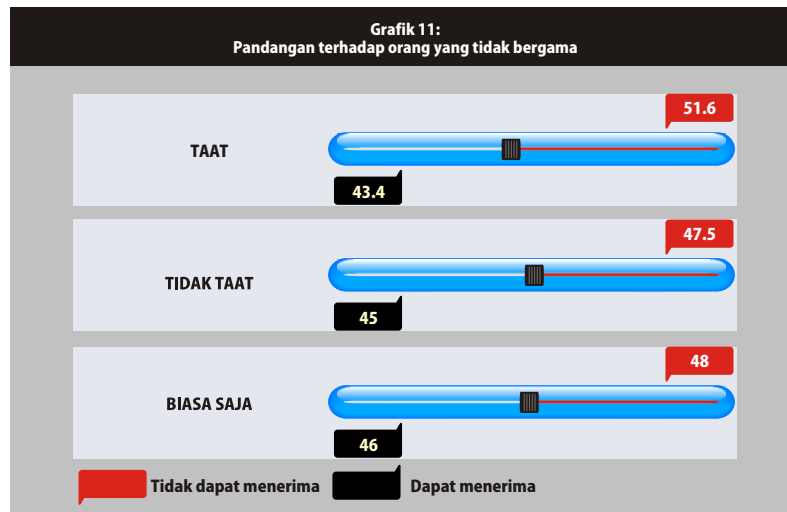 Grafik 11:
Pandangan terhadap orang yang tidak bergama
51.6
TAAT
43.4
47.5
TIDAK TAAT
45
48
BIASA SAJA
46
Tidak dapat menerima
Dapat menerima